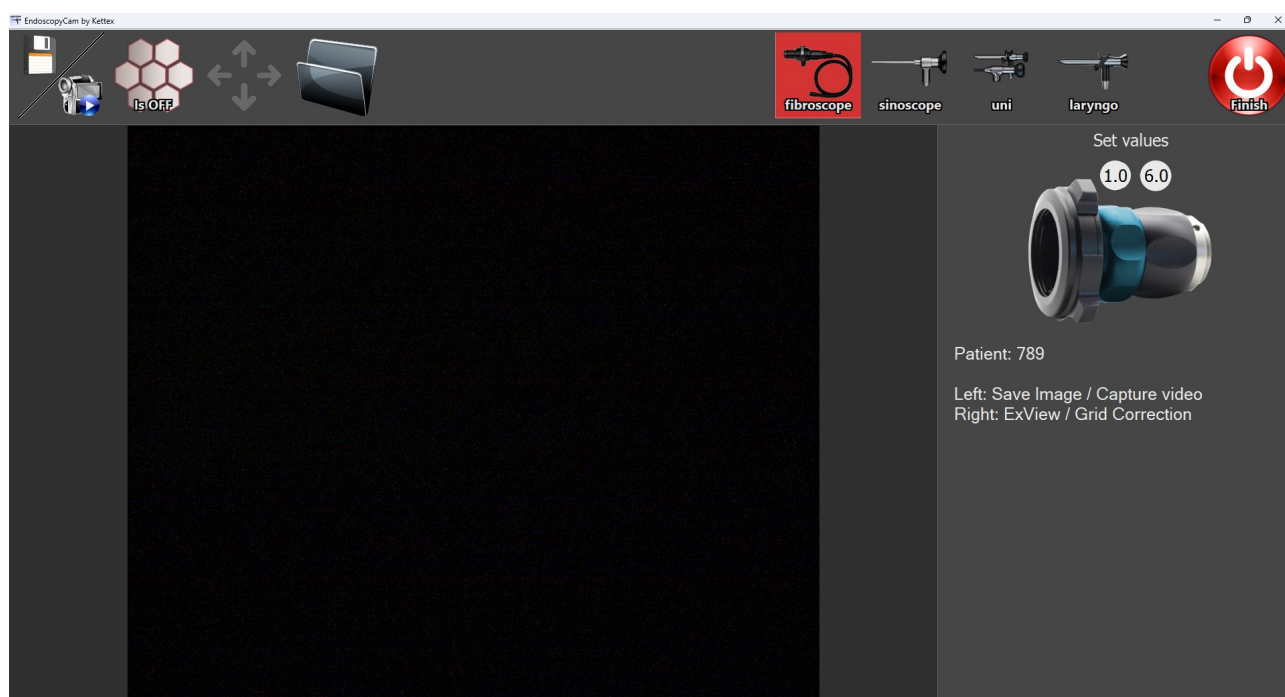 EndoscopyCam by Kettex
Is OFF
fibroscope
sinoscope
uni
laryngo
Finish
Set values
1.0 6.0
Patient: 789
Left: Save Image / Capture video
Right: ExView / Grid Correction